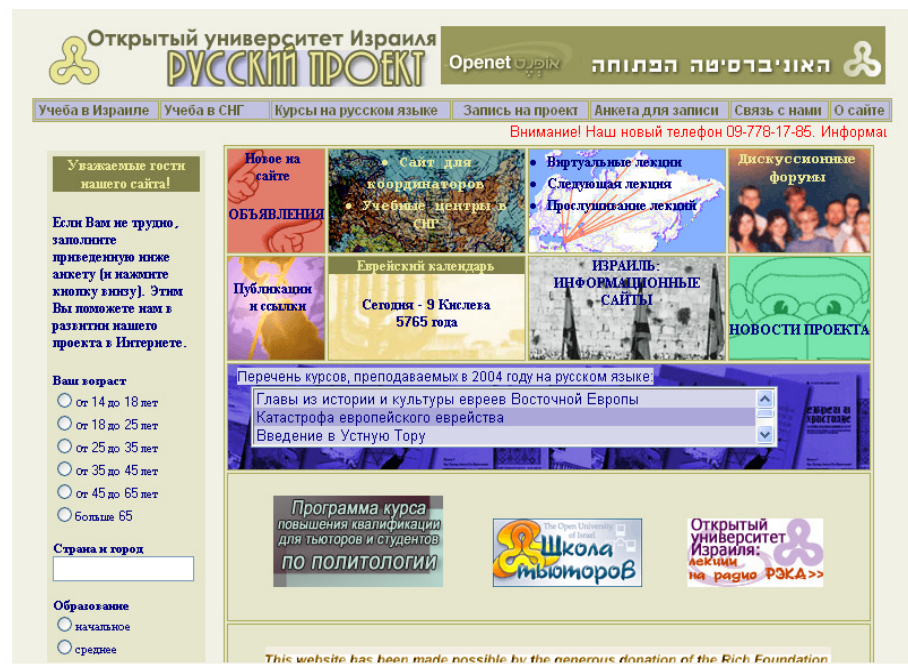 Открытый университет Израиля
РУССКИЙ ПРОЕКТ
Openet אופנט
האוניברסיטה הפתוחה
Учеба в Израиле
Учеба в СНГ
Курсы на русском языке
Запись на проект
Анкета для записи
Связь с нами
О сайте
Внимание! Наш новый телефон 09-778-17-85. Информац
Уважаемые гости
нашего сайта!
Если Вам не трудно,
заполните
приведенную ниже
анкету (и нажмите
кнопку внизу). Этим
Вы поможете нам в
развитии нашего
проекта в Интернете.
Ваш вораст
от 14 до 18 лет
от 18 до 25 лет
от 25 до 35 лет
от 35 до 45 лет
от 45 до 65 лет
больше 65
Страна и город
Образование
начальное
среднее
Новое на
сайте
ОБЪЯВЛЕНИЯ
• Сайт для
координаторов
• Учебные центры в
СНГ
• Виртуальные лекции
• Следующая лекция
• Прослушивание лекций
Дискуссионные
форумы
Публикации
и ссылки
Еврейский календарь
Сегодня - 9 Кислева
5765 года
ИЗРАИЛЬ:
ИНФОРМАЦИОННЫЕ
САЙТЫ
НОВОСТИ ПРОЕКТА
Перечень курсов, преподаваемых в 2004 году на русском языке:
Главы из истории и культуры евреев Восточной Европы
Катастрофа европейского еврейства
Введение в Устную Тору
евреи и
христиане
Программа курса
повышения квалификации
для тьюторов и студентов
по политологии
The Open University
of Israel
Школа
тьюторов
Открытый
университет
Израиля:
лекции
на радио РЭКА>>
This website has been made possible by the generous donation of the Rich Foundation